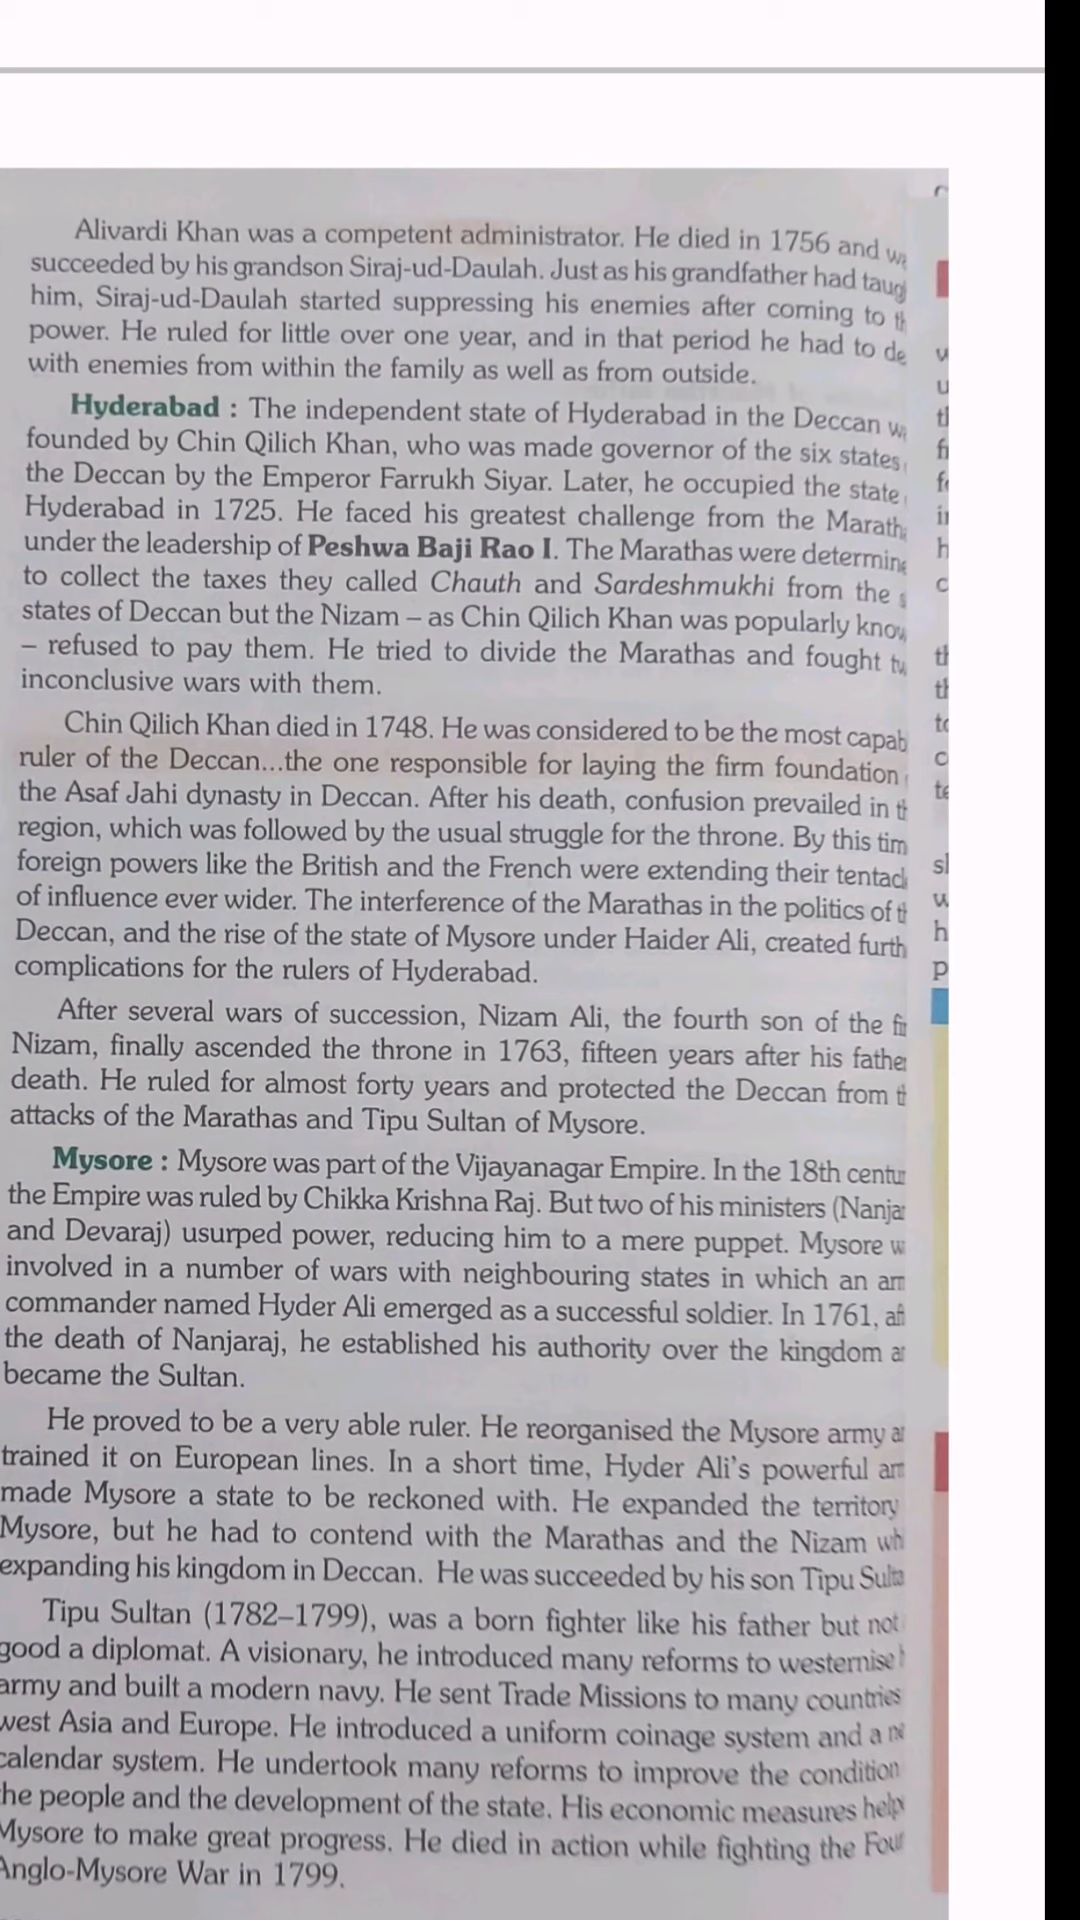 Alivardi Khan was a competent administrator. He died in 1756 and
succeeded by his grandson Siraj-ud-Daulah. Just as his grandfather had
him, Siraj-ud-Daulah started suppressing his enemies after coming to
power. He ruled for little over one year, and in that period he had to
with enemies from within the family as well as from outside.
Hyderabad : The independent state of Hyderabad in the Deccan
founded by Chin Qilich Khan, who was made governor of the six states
the Deccan by the Emperor Farrukh Siyar. Later, he occupied the state
Hyderabad in 1725. He faced his greatest challenge from the
under the leadership of Peshwa Baji Rao I. The Marathas were
to collect the taxes they called Chauth and Sardeshmukhi from the
states of Deccan but the Nizam – as Chin Qilich Khan was popularly
– refused to pay them. He tried to divide the Marathas and fought
inconclusive wars with them.
Chin Qilich Khan died in 1748. He was considered to be the most
ruler of the Deccan...the one responsible for laying the firm foundation
the Asaf Jahi dynasty in Deccan. After his death, confusion prevailed in
region, which was followed by the usual struggle for the throne. By this
foreign powers like the British and the French were extending their
of influence ever wider. The interference of the Marathas in the politics of
Deccan, and the rise of the state of Mysore under Haider Ali, created
complications for the rulers of Hyderabad.
After several wars of succession, Nizam Ali, the fourth son of the
Nizam, finally ascended the throne in 1763, fifteen years after his
death. He ruled for almost forty years and protected the Deccan from
attacks of the Marathas and Tipu Sultan of Mysore.
Mysore : Mysore was part of the Vijayanagar Empire. In the 18th
the Empire was ruled by Chikka Krishna Raj. But two of his ministers
and Devaraj) usurped power, reducing him to a mere puppet. Mysore
involved in a number of wars with neighbouring states in which an
commander named Hyder Ali emerged as a successful soldier. In 1761,
the death of Nanjaraj, he established his authority over the kingdom
became the Sultan.
He proved to be a very able ruler. He reorganised the Mysore army
trained it on European lines. In a short time, Hyder Ali's powerful
made Mysore a state to be reckoned with. He expanded the territory
Mysore, but he had to contend with the Marathas and the Nizam
expanding his kingdom in Deccan. He was succeeded by his son Tipu
Tipu Sultan (1782–1799), was a born fighter like his father but not
good a diplomat. A visionary, he introduced many reforms to westernise
army and built a modern navy. He sent Trade Missions to many countries
west Asia and Europe. He introduced a uniform coinage system and a
calendar system. He undertook many reforms to improve the condition
the people and the development of the state. His economic measures
Mysore to make great progress. He died in action while fighting the
Anglo-Mysore War in 1799.